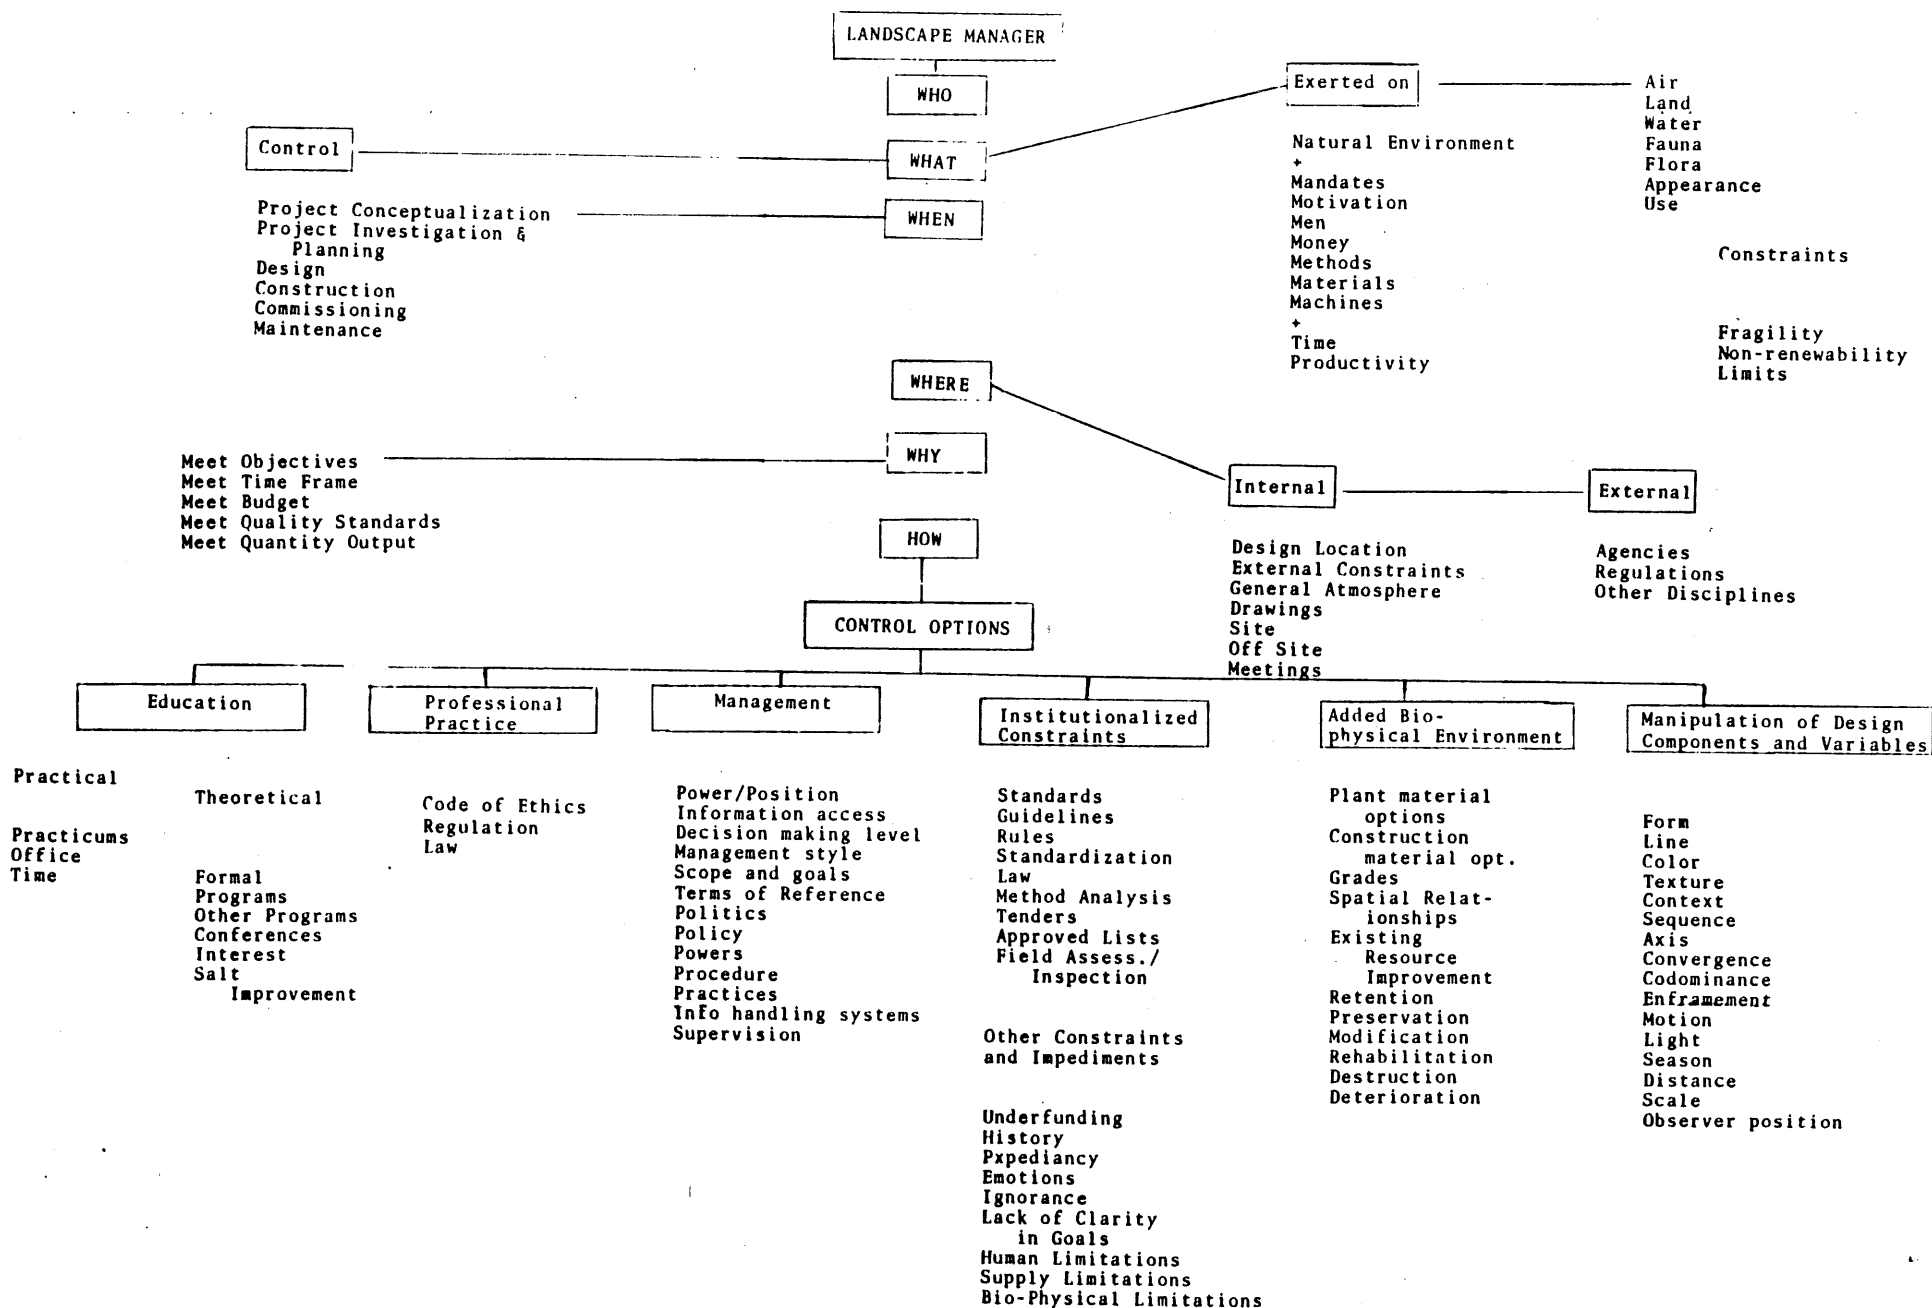 LANDSCAPE MANAGER
WHO
WHAT
WHEN
WHERE
WHY
HOW
CONTROL OPTIONS
Control
Project Conceptualization
Project Investigation &
Planning
Design
Construction
Commissioning
Maintenance
Exerted on
Natural Environment
+
Mandates
Motivation
Men
Money
Methods
Materials
Machines
+
Time
Productivity
Air
Land
Water
Fauna
Flora
Appearance
Use
Constraints
Fragility
Non-renewability
Limits
Meet Objectives
Meet Time Frame
Meet Budget
Meet Quality Standards
Meet Quantity Output
Internal
Design Location
External Constraints
General Atmosphere
Drawings
Site
Off Site
Meetings
External
Agencies
Regulations
Other Disciplines
Education
Practical
Practicums
Office
Time
Theoretical
Formal
Programs
Other Programs
Conferences
Interest
Salt
Improvement
Professional
Practice
Code of Ethics
Regulation
Law
Management
Power/Position
Information access
Decision making level
Management style
Scope and goals
Terms of Reference
Politics
Policy
Powers
Procedure
Practices
Info handling systems
Supervision
Institutionalized
Constraints
Standards
Guidelines
Rules
Standardization
Law
Method Analysis
Tenders
Approved Lists
Field Assess./
Inspection
Other Constraints
and Impediments
Underfunding
History
Pxpediancy
Emotions
Ignorance
Lack of Clarity
in Goals
Human Limitations
Supply Limitations
Bio-Physical Limitations
Added Bio-
physical Environment
Plant material
options
Construction
material opt.
Grades
Spatial Relat-
ionships
Existing
Resource
Improvement
Retention
Preservation
Modification
Rehabilitation
Destruction
Deterioration
Manipulation of Design
Components and Variables
Form
Line
Color
Texture
Context
Sequence
Axis
Convergence
Codominance
Enframement
Motion
Light
Season
Distance
Scale
Observer position